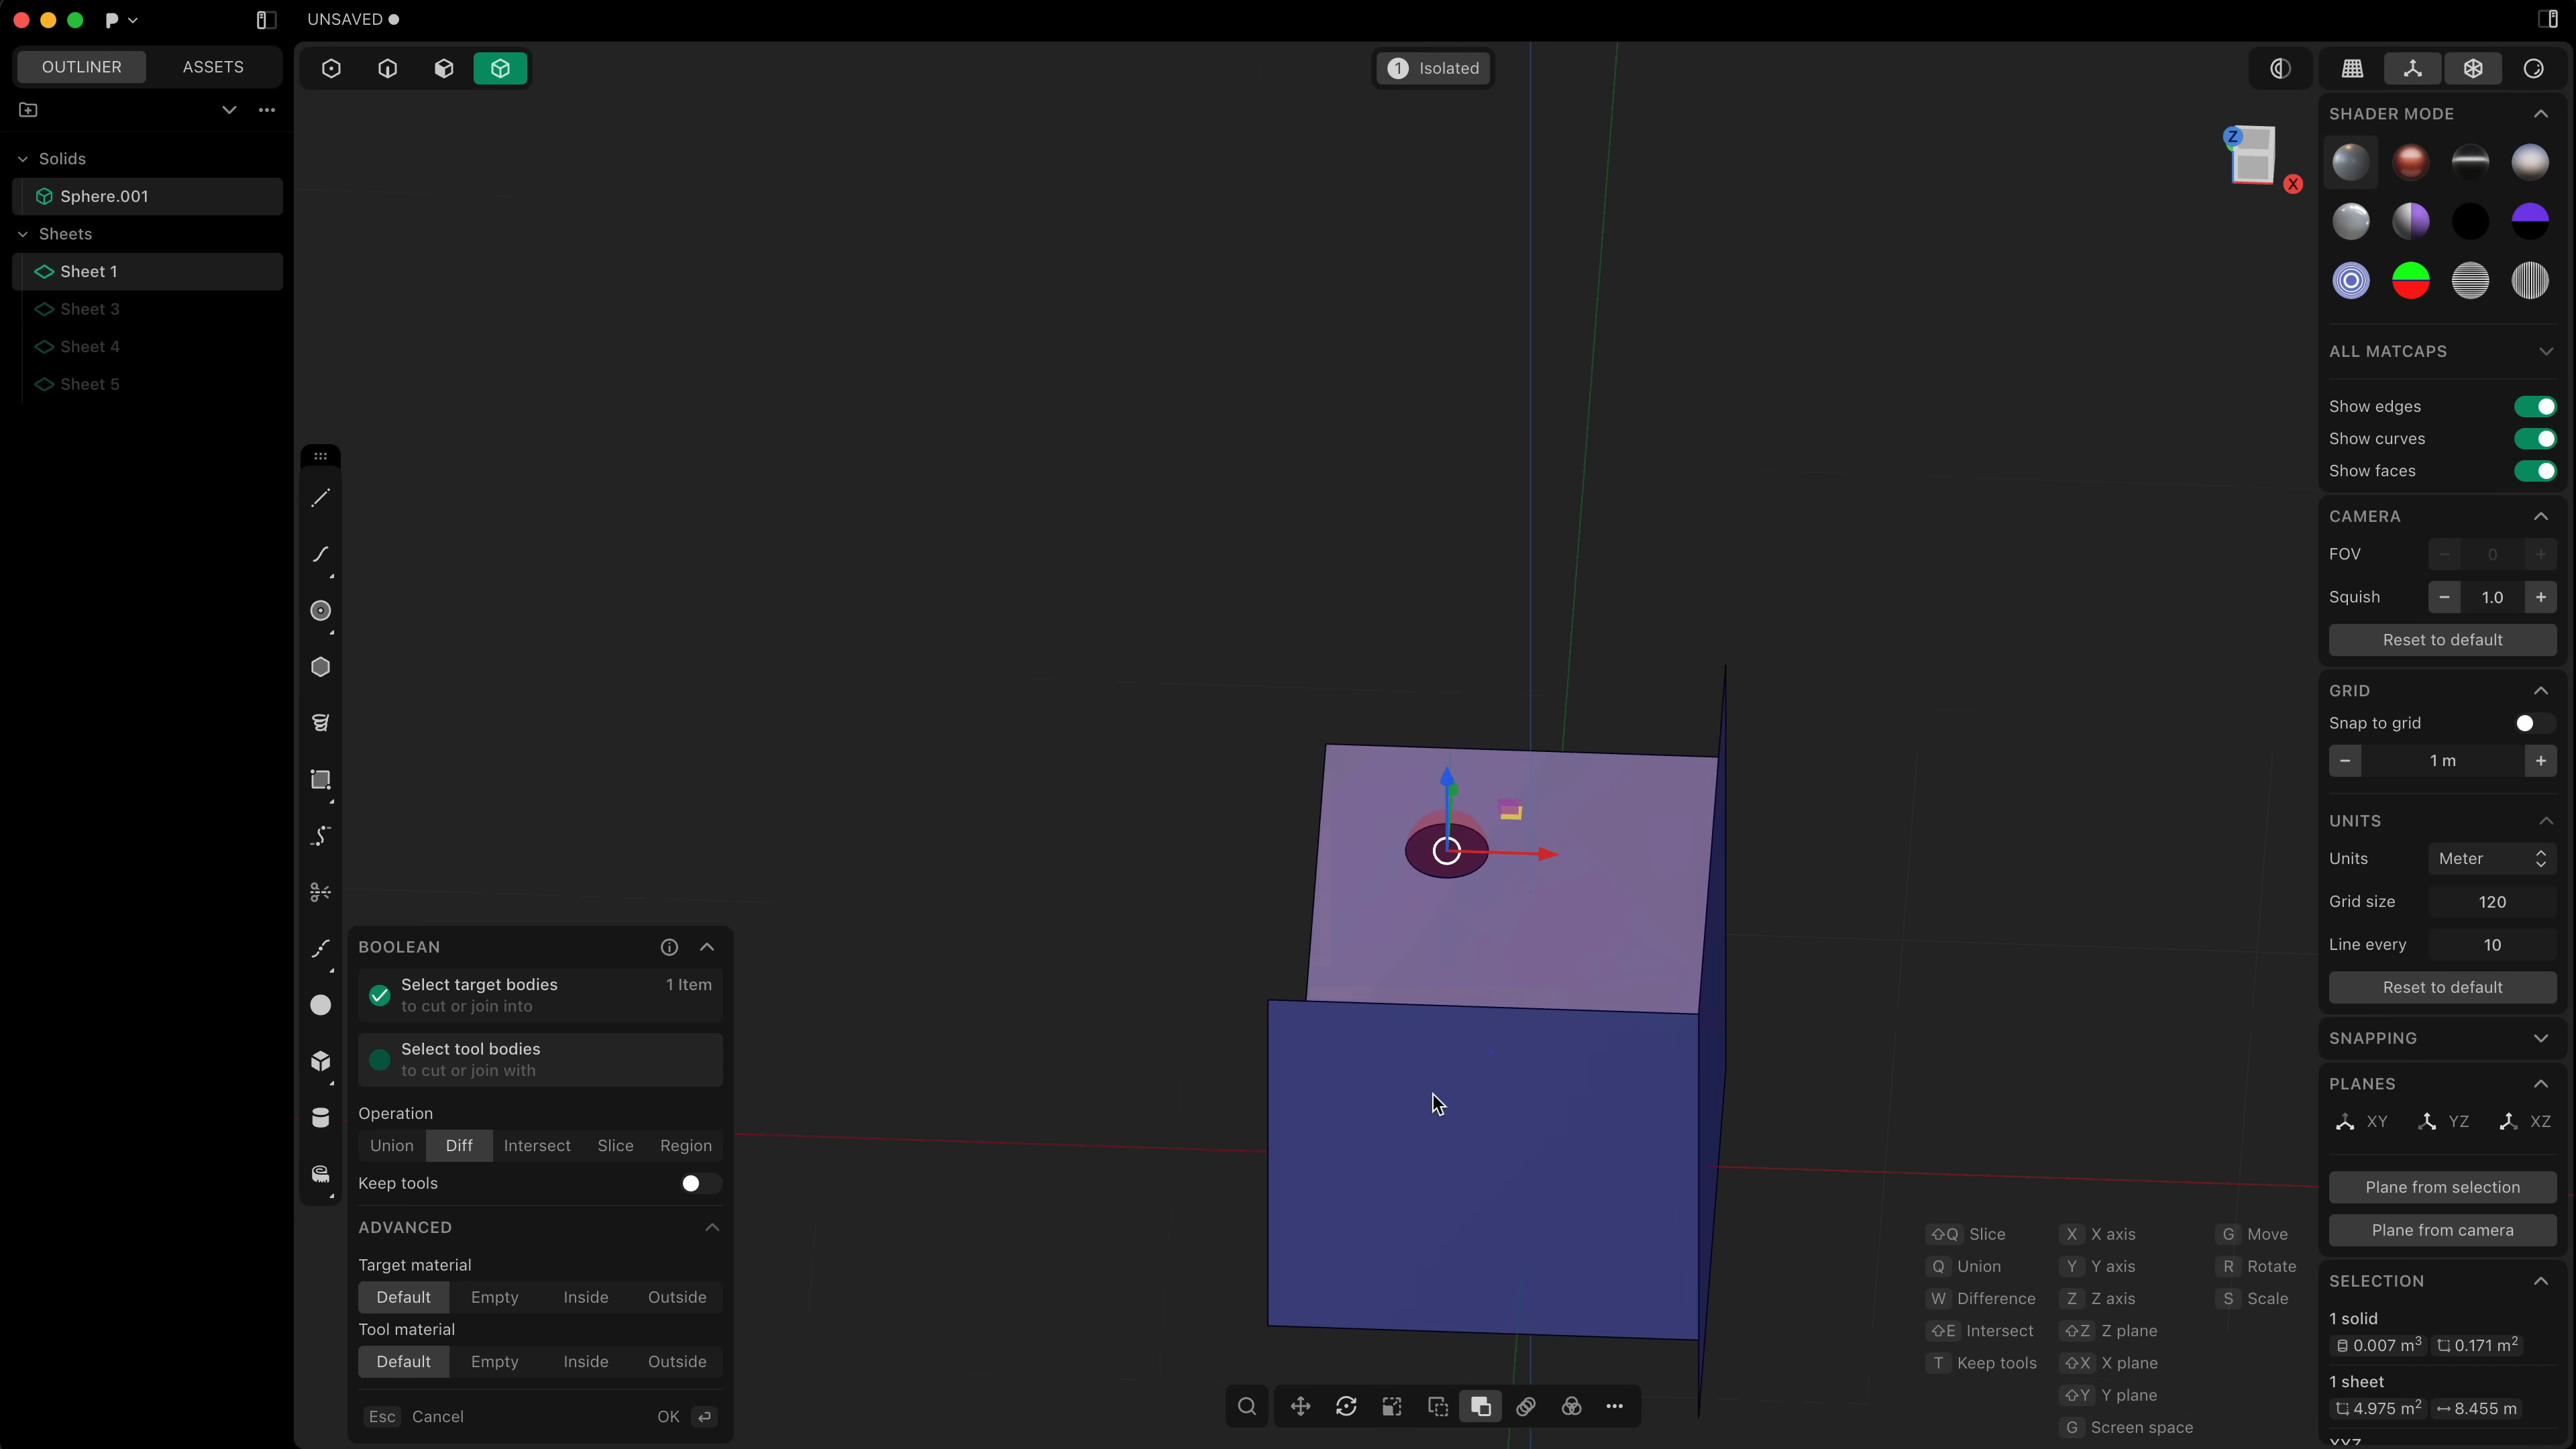 UNSAVED
OUTLINER
ASSETS
Solids
Sphere.001
Sheets
Sheet 1
Sheet 3
Sheet 4
Sheet 5
1 Isolated
Z
X
BOOLEAN
Select target bodies 1 Item
to cut or join into
Select tool bodies
to cut or join with
Operation
Union Diff Intersect Slice Region
Keep tools
ADVANCED
Target material
Default Empty Inside Outside
Tool material
Default Empty Inside Outside
Esc Cancel OK
⇧Q Slice X X axis G Move
Q Union Y Y axis R Rotate
W Difference Z Z axis S Scale
⇧E Intersect ⇧Z Z plane
T Keep tools ⇧X X plane
⇧Y Y plane
G Screen space
SHADER MODE
ALL MATCAPS
Show edges
Show curves
Show faces
CAMERA
FOV − 0 +
Squish − 1.0 +
Reset to default
GRID
Snap to grid
− 1 m +
UNITS
Units Meter
Grid size 120
Line every 10
Reset to default
SNAPPING
PLANES
XY YZ XZ
Plane from selection
Plane from camera
SELECTION
1 solid
0.007 m³ 0.171 m²
1 sheet
4.975 m² 8.455 m